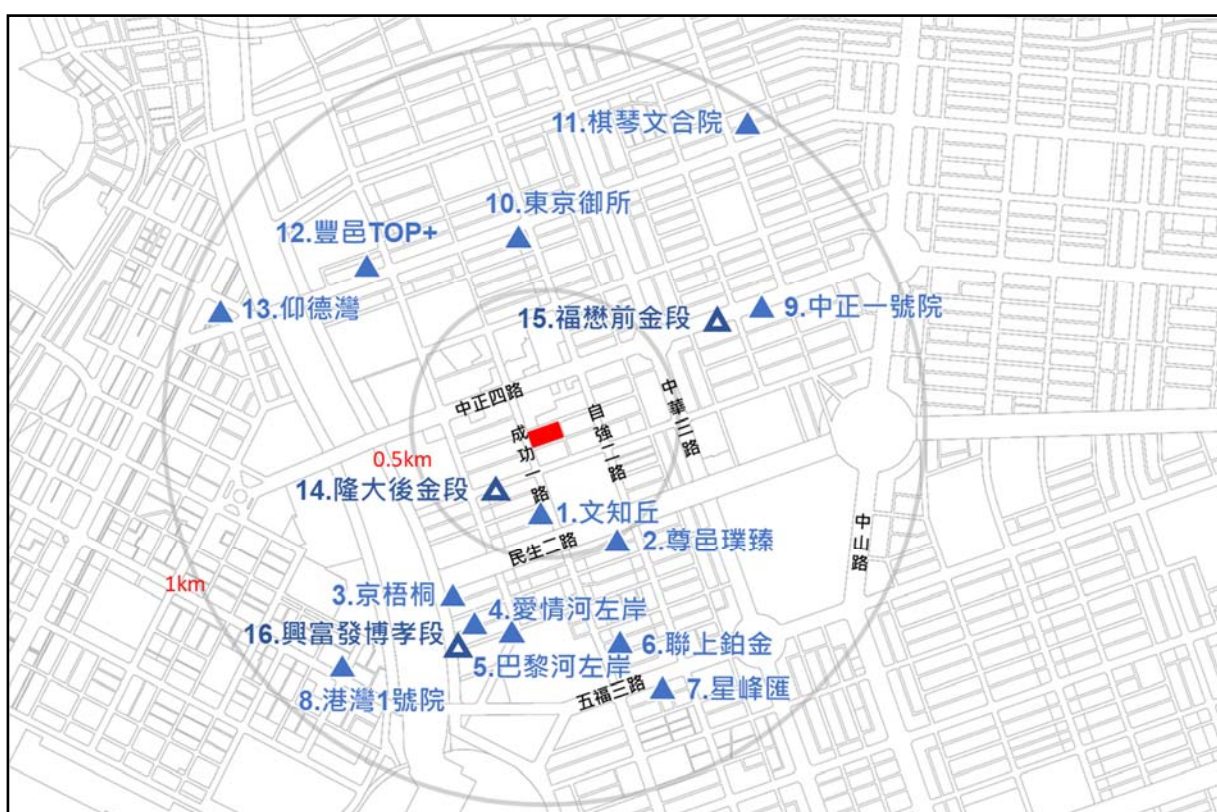 11.棋琴文合院
10.東京御所
12.豐邑TOP+
13.仰德灣
15.福懋前金段
9.中正一號院
中正四路
成功一路
自強二路
中華三路
0.5km
14.隆大後金段
1.文知丘
2.尊邑璞臻
民生二路
中山路
1km
3.京梧桐
4.愛情河左岸
16.興富發博孝段
5.巴黎河左岸
6.聯上鉑金
8.港灣1號院
五福三路
7.星峰匯